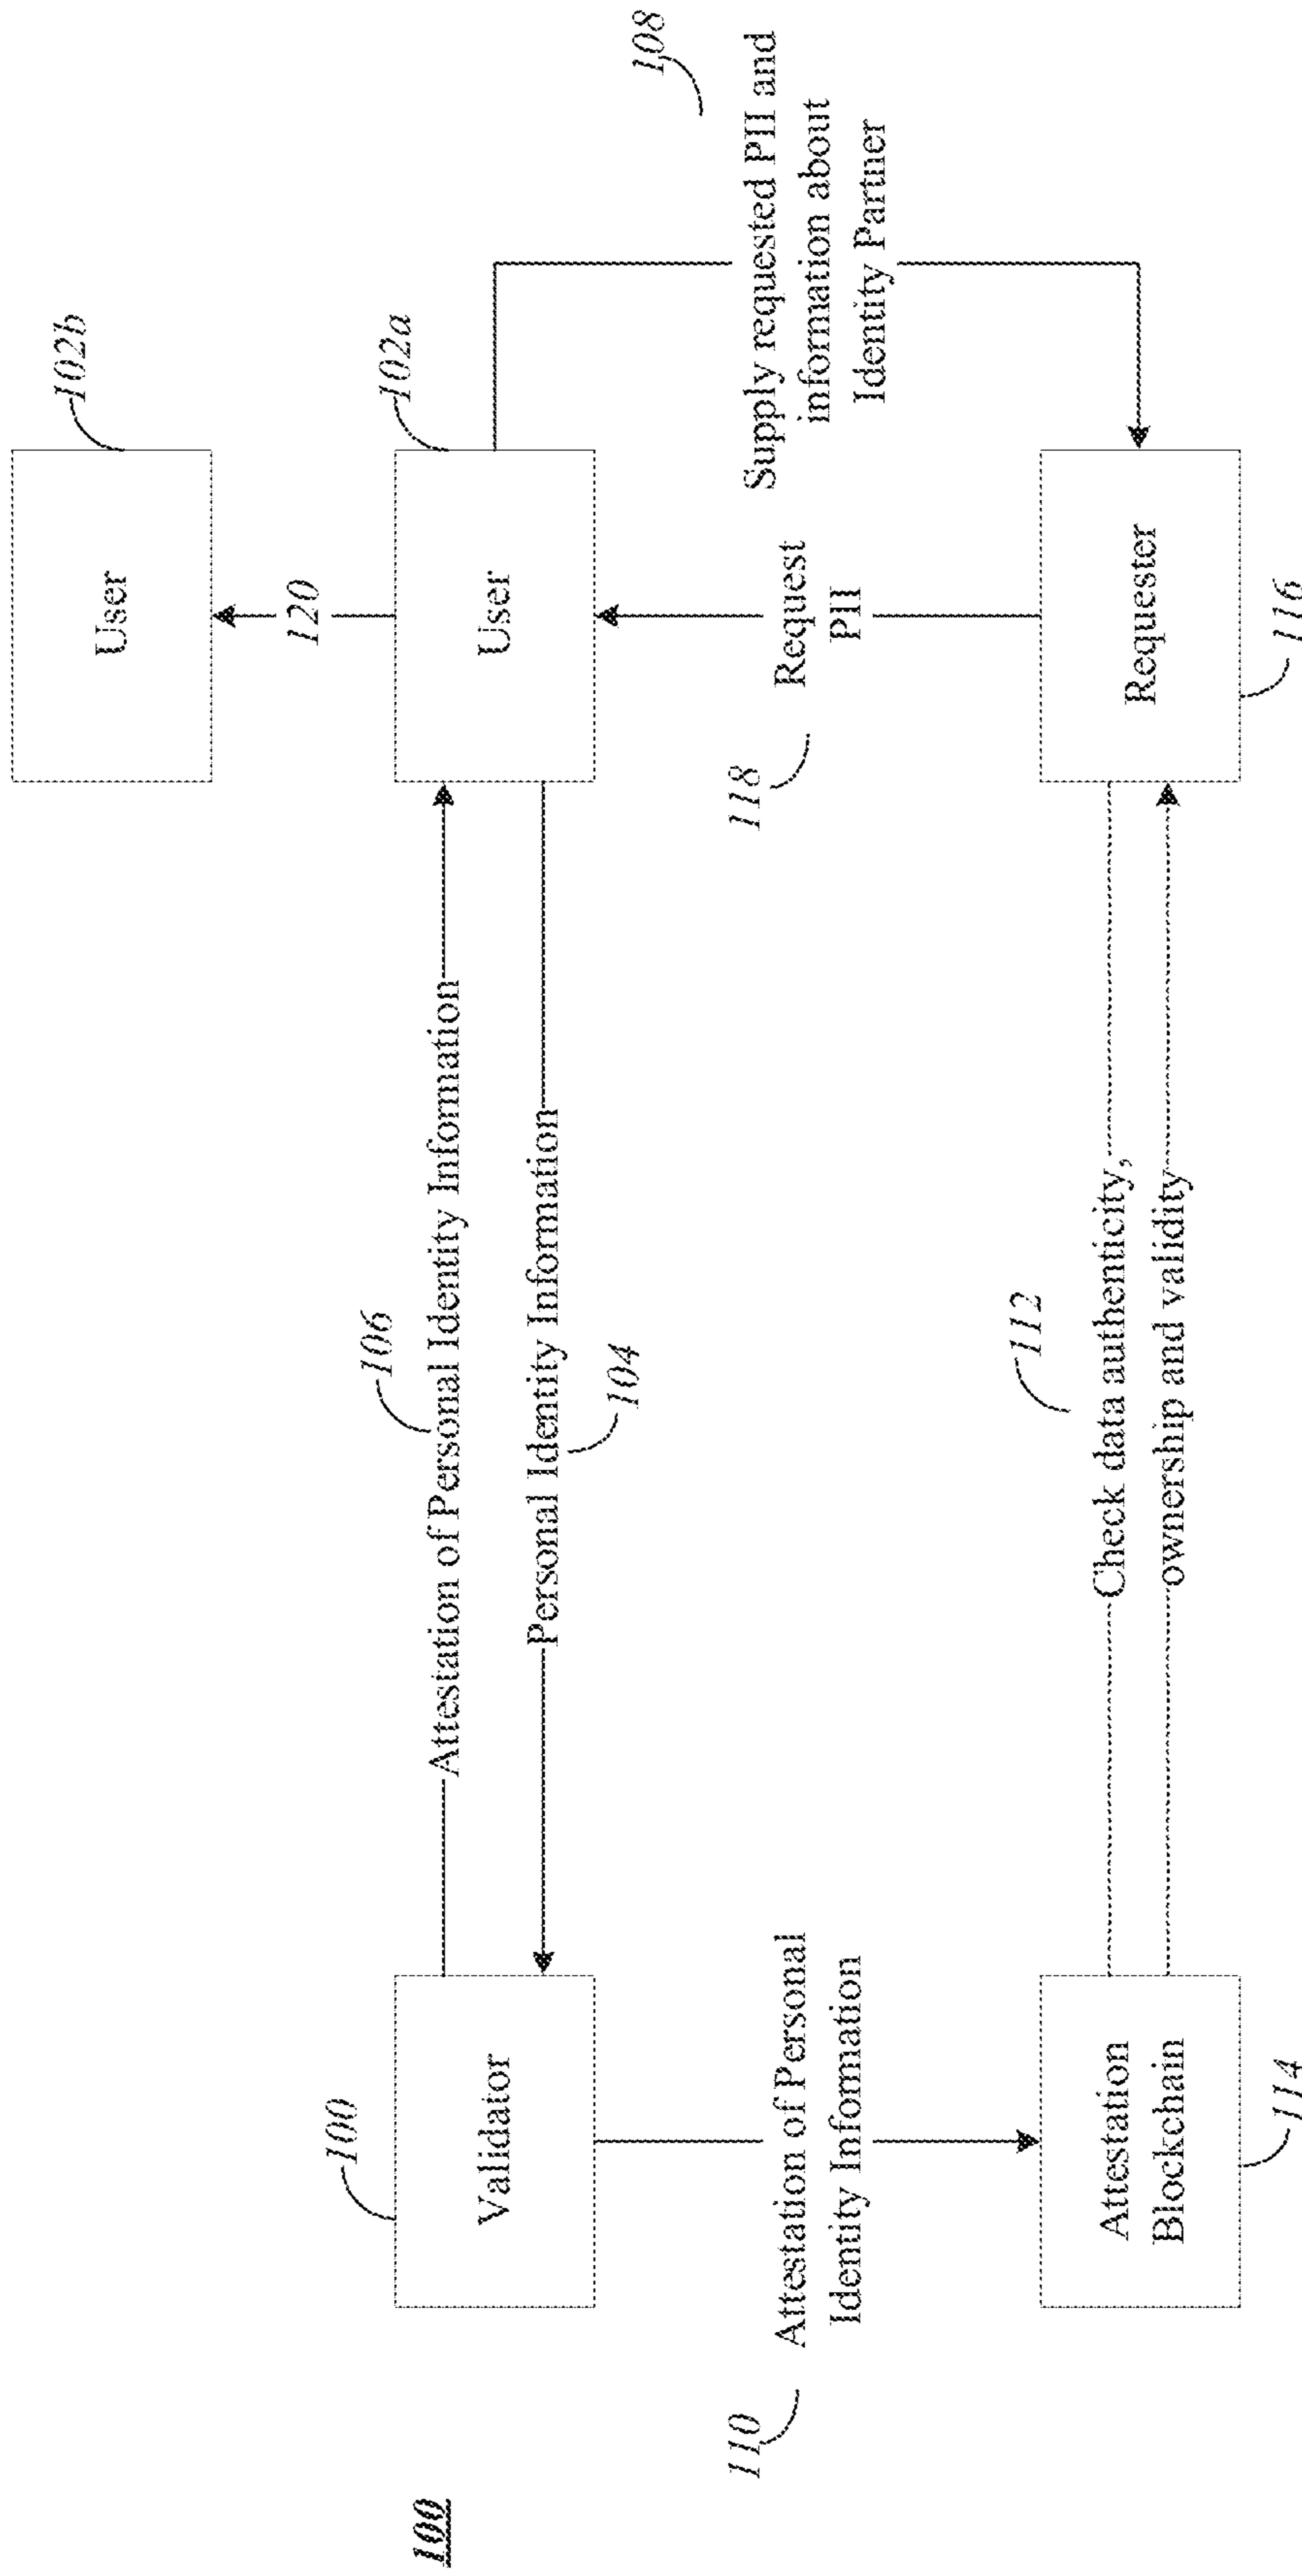 100
102b
User
120
100
Validator
106
Attestation of Personal Identity Information
Personal Identity Information
104
102a
User
110
Attestation of Personal
Identity Information
118
Request
PII
108
Supply requested PII and
information about
Identity Partner
Attestation
Blockchain
114
112
Check data authenticity,
ownership and validity
Requester
116